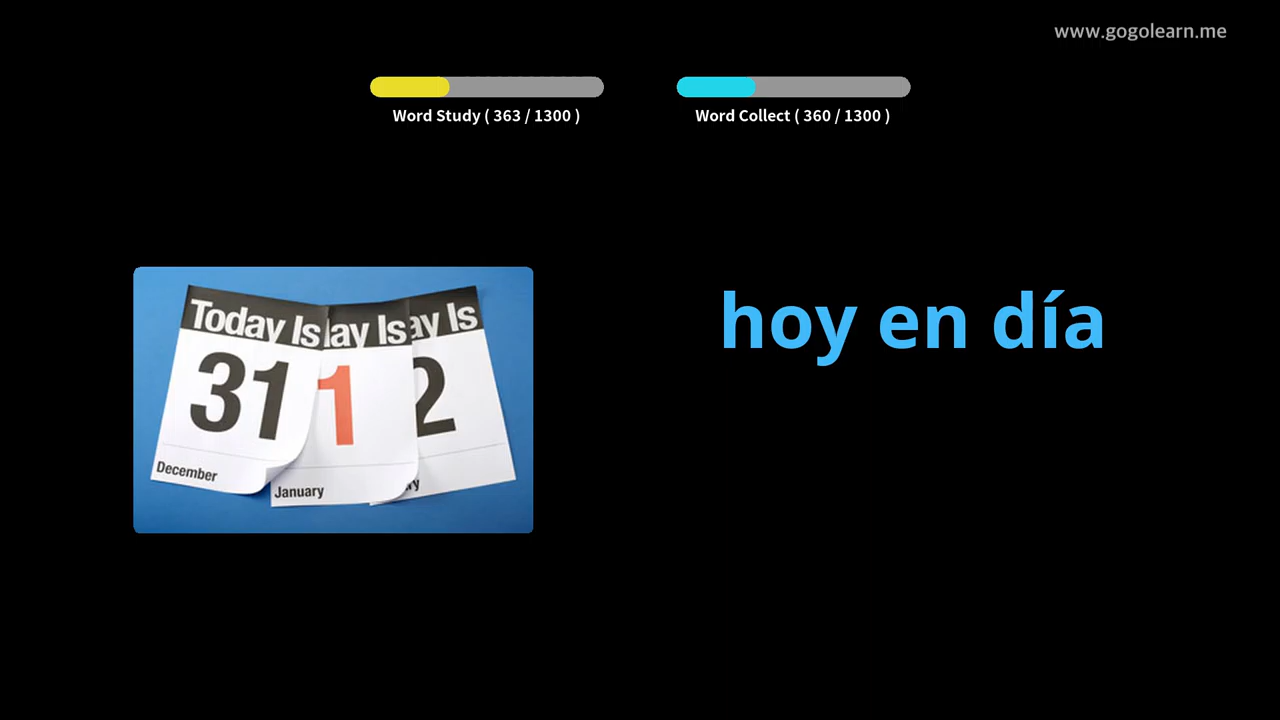 www.gogolearn.me
Word Study ( 363 / 1300 )
Word Collect ( 360 / 1300 )
hoy en día
Today Is
ay Is
ay Is
31
1
2
December
January
ry